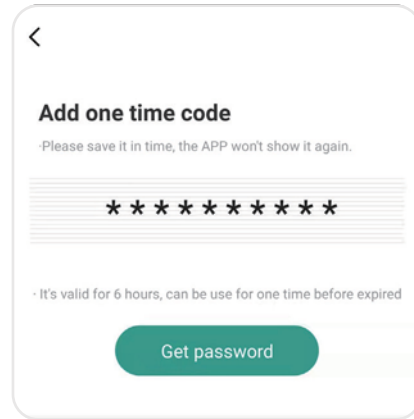 Add one time code
·Please save it in time, the APP won't show it again.
* * * * * * * * * *
· It's valid for 6 hours, can be use for one time before expired
Get password